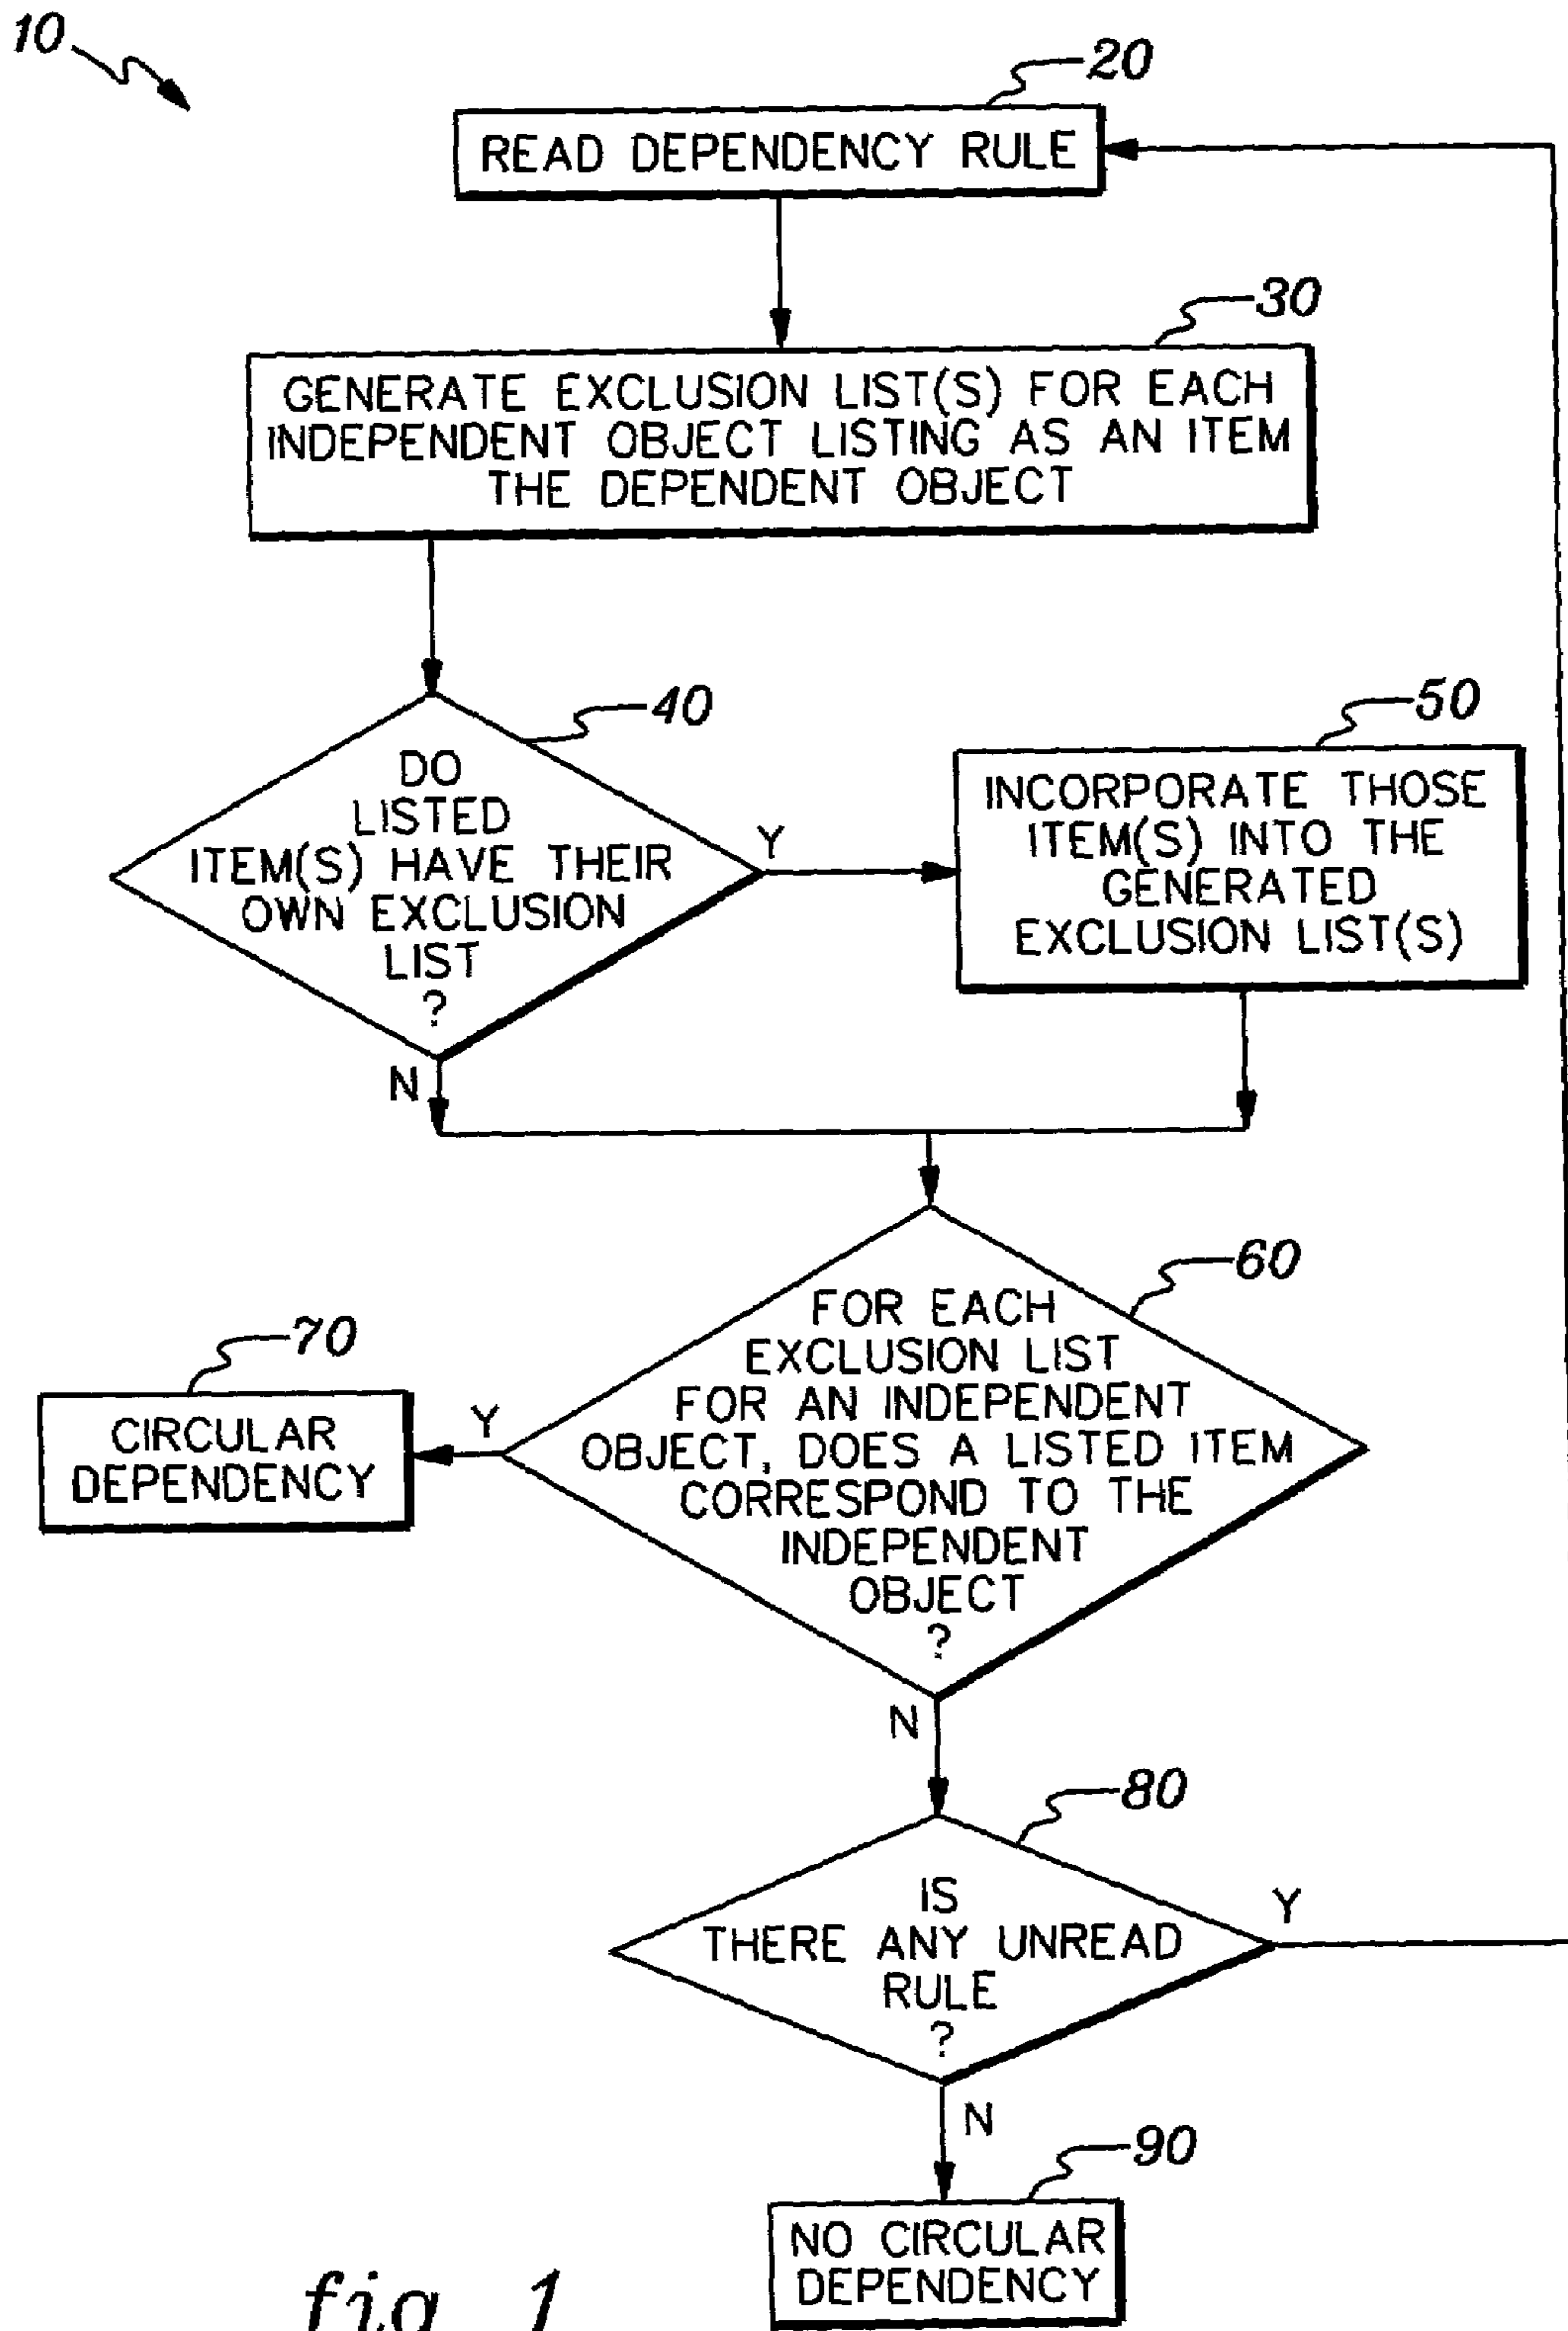 10
20
READ DEPENDENCY RULE
30
GENERATE EXCLUSION LIST(S) FOR EACH
INDEPENDENT OBJECT LISTING AS AN ITEM
THE DEPENDENT OBJECT
40
DO
LISTED
ITEM(S) HAVE THEIR
OWN EXCLUSION
LIST
?
Y
N
50
INCORPORATE THOSE
ITEM(S) INTO THE
GENERATED
EXCLUSION LIST(S)
60
FOR EACH
EXCLUSION LIST
FOR AN INDEPENDENT
OBJECT, DOES A LISTED ITEM
CORRESPOND TO THE
INDEPENDENT
OBJECT
?
Y
70
CIRCULAR
DEPENDENCY
N
80
IS
THERE ANY UNREAD
RULE
?
Y
N
90
NO CIRCULAR
DEPENDENCY
fig. 1